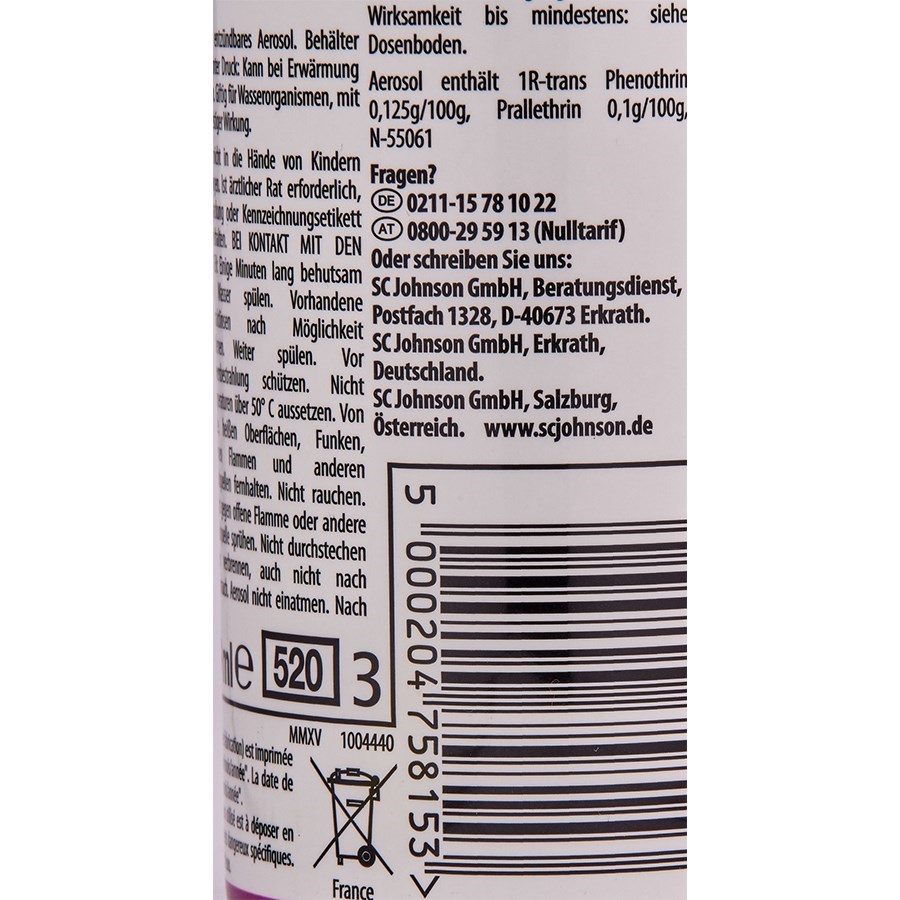 Wirksamkeit bis mindestens: siehe
Dosenboden.
Aerosol enthält 1R-trans Phenothrin
0,125g/100g, Prallethrin 0,1g/100g,
N-55061
Fragen?
DE 0211-15 78 10 22
AT 0800-29 59 13 (Nulltarif)
Oder schreiben Sie uns:
SC Johnson GmbH, Beratungsdienst,
Postfach 1328, D-40673 Erkrath.
SC Johnson GmbH, Erkrath,
Deutschland.
SC Johnson GmbH, Salzburg,
Österreich. www.scjohnson.de
Aerosol. Behälter
Druck: Kann bei Erwärmung
für Wasserorganismen, mit
Wirkung.
in die Hände von Kindern
Ist ärztlicher Rat erforderlich,
oder Kennzeichnungsetikett
BEI KONTAKT MIT DEN
Einige Minuten lang behutsam
spülen. Vorhandene
nach Möglichkeit
Weiter spülen. Vor
schützen. Nicht
über 50° C aussetzen. Von
Oberflächen, Funken,
Flammen und anderen
fernhalten. Nicht rauchen.
offene Flamme oder andere
sprühen. Nicht durchstechen
verbrennen, auch nicht nach
Aerosol nicht einatmen. Nach
ml e 520 3
MMXV 1004440
est imprimée
La date de
est à déposer en
dangereux spécifiques.
France
5 000204 758153 >